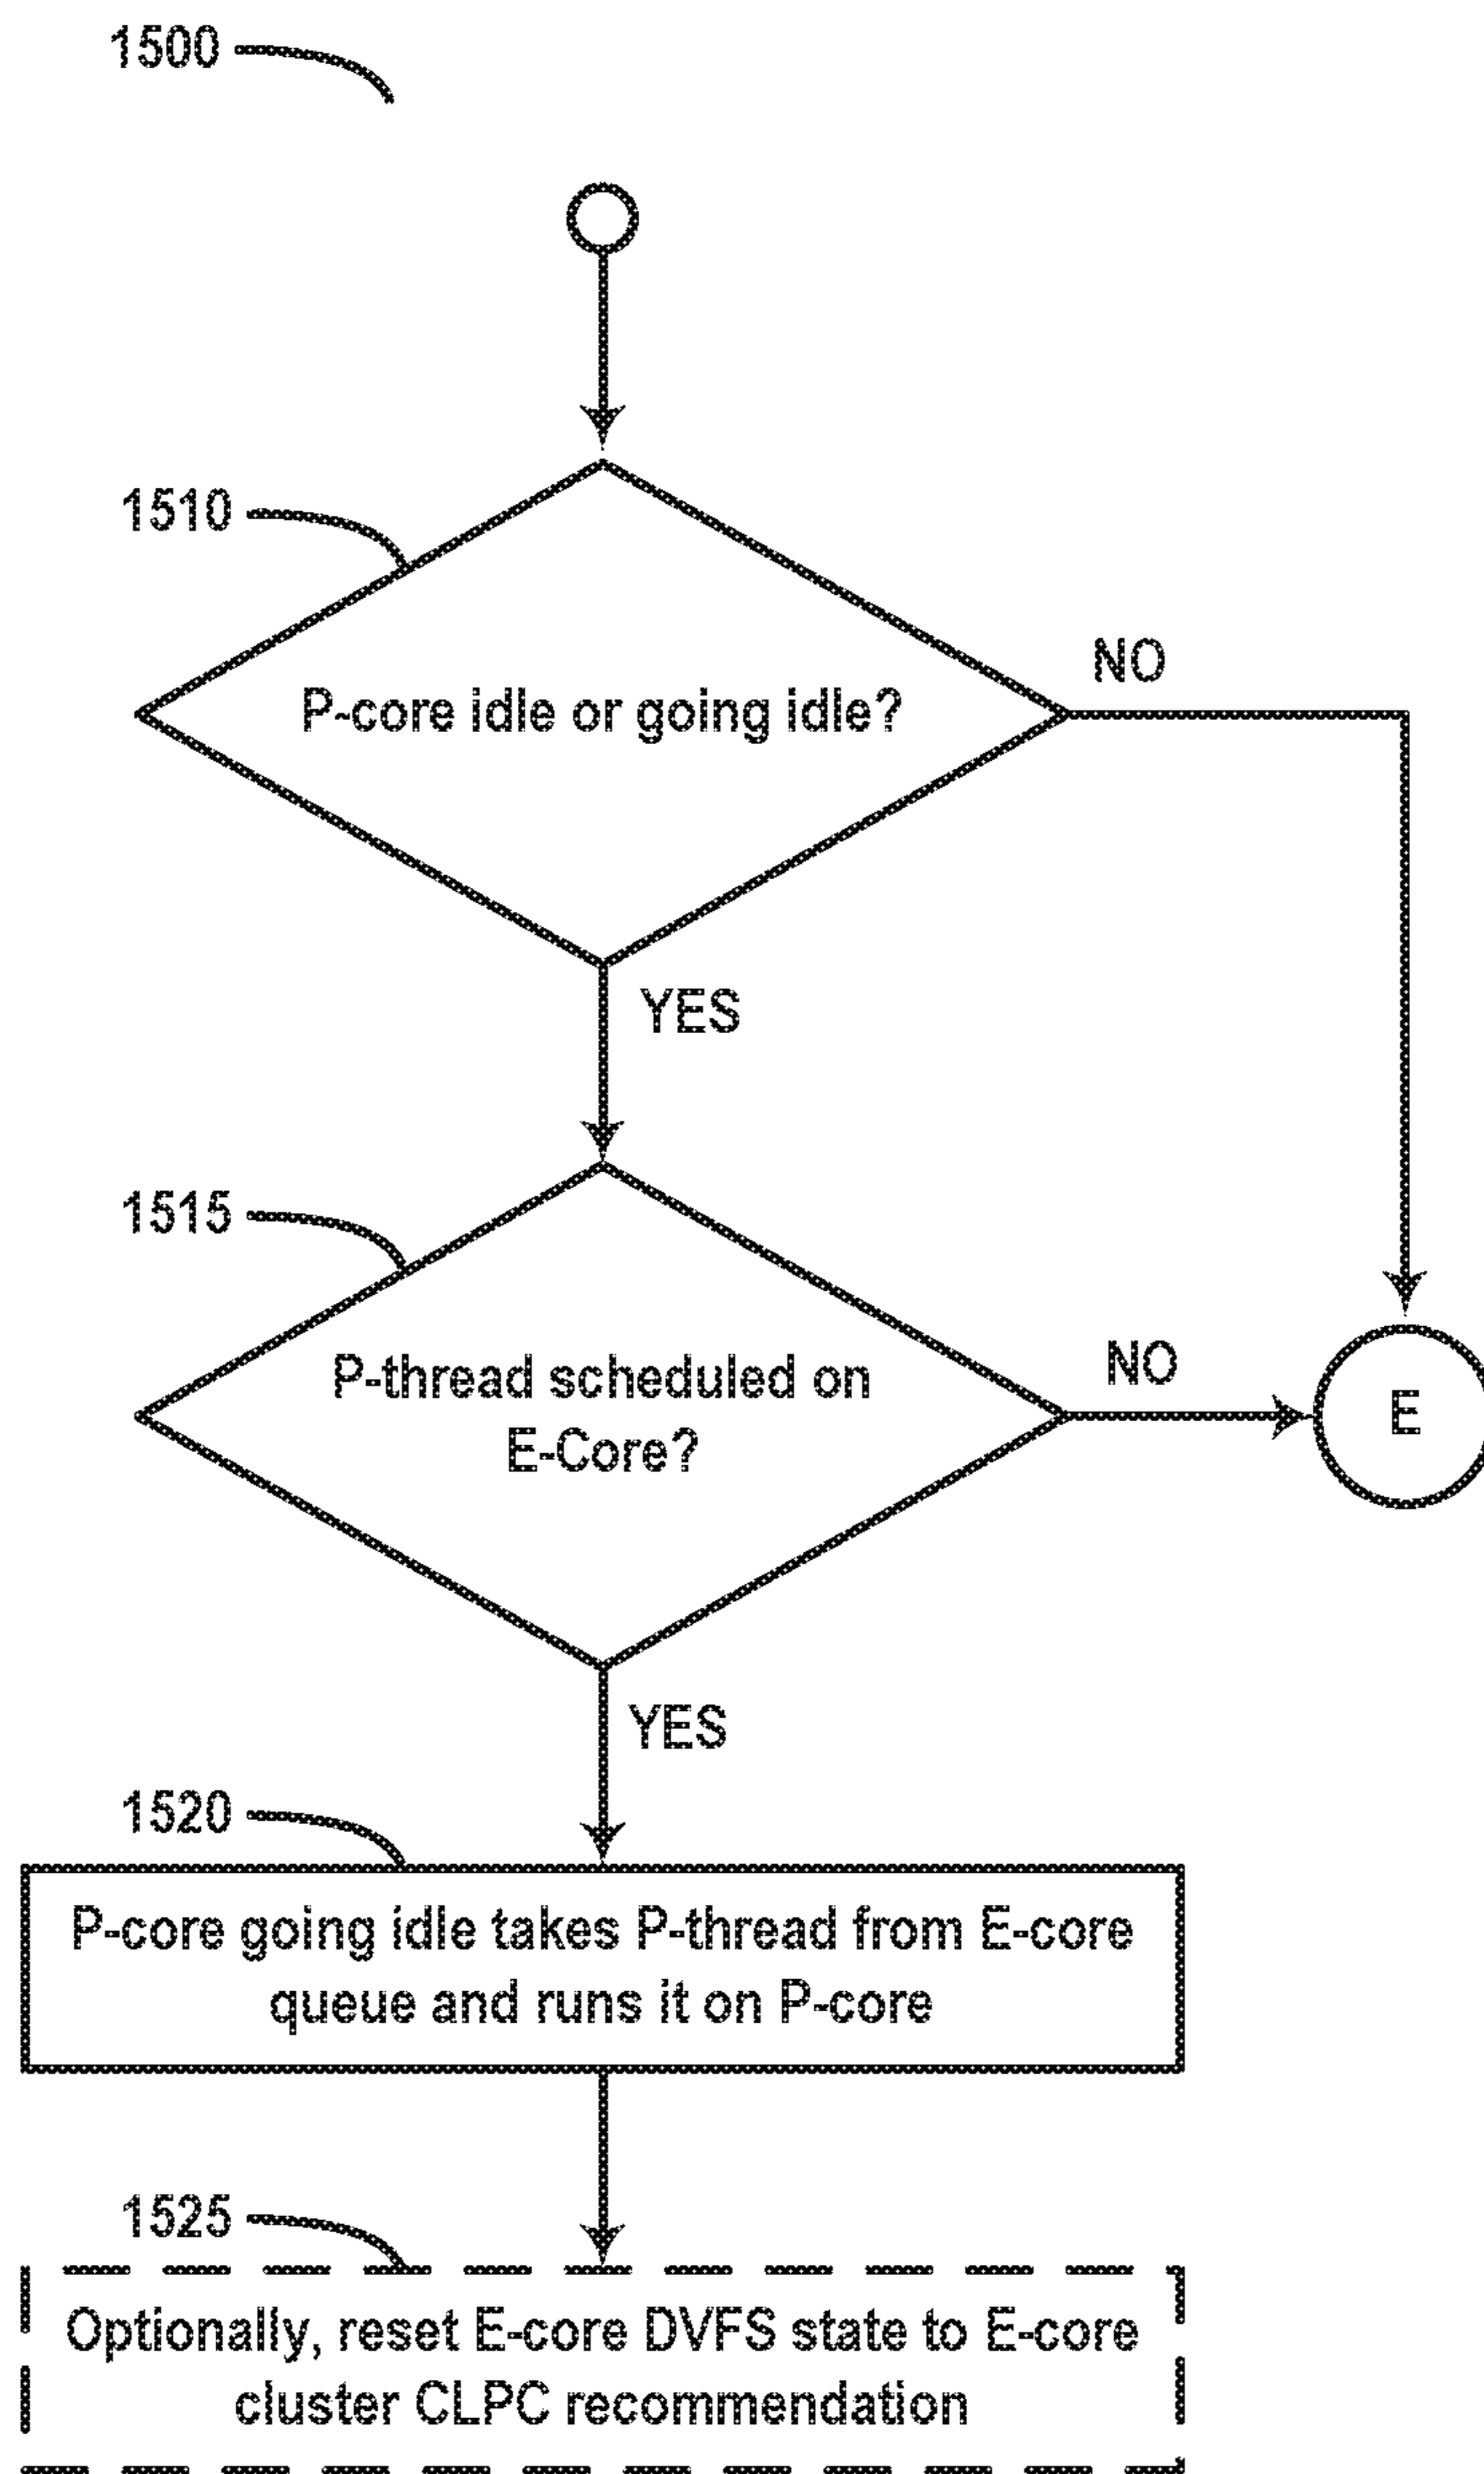 1500
1510
P-core idle or going idle?
NO
YES
1515
P-thread scheduled on
E-Core?
NO
E
YES
1520
P-core going idle takes P-thread from E-core
queue and runs it on P-core
1525
Optionally, reset E-core DVFS state to E-core
cluster CLPC recommendation